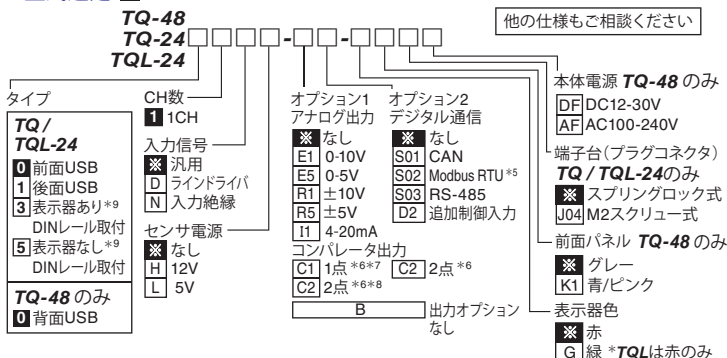 TQ-48
TQ-24□□□□-□□-□□□□
TQL-24
他の仕様もご相談ください
タイプ
TQ /
TQL-24
0 前面USB
1 後面USB
3 表示器あり*9
DINレール取付
5 表示器なし*9
DINレール取付
TQ-48 のみ
0 背面USB
CH数
1 1CH
入力信号
※ 汎用
D ラインドライバ
N 入力絶縁
センサ電源
※ なし
H 12V
L 5V
オプション1
アナログ出力
※ なし
E1 0-10V
E5 0-5V
R1 ±10V
R5 ±5V
I1 4-20mA
コンパレータ出力
C1 1点*6*7
C2 2点*6*8
オプション2
デジタル通信
※ なし
S01 CAN
S02 Modbus RTU*5
S03 RS-485
D2 追加制御入力
C2 2点*6
B 出力オプション
なし
本体電源 TQ-48 のみ
DF DC12-30V
AF AC100-240V
端子台(プラグコネクタ)
TQ / TQL-24のみ
※ スプリングロック式
J04 M2スクリュー式
前面パネル TQ-48 のみ
※ グレー
K1 青/ピンク
表示器色
※ 赤
G 緑 *TQLは赤のみ